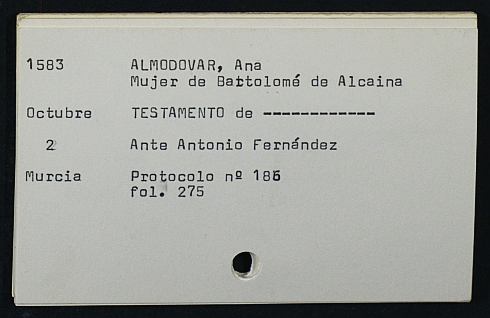 1583 ALMODOVAR, Ana
Mujer de Bartolomé de Alcaina
Octubre TESTAMENTO de ------------
2 Ante Antonio Fernández
Murcia Protocolo nº 186
fol. 275